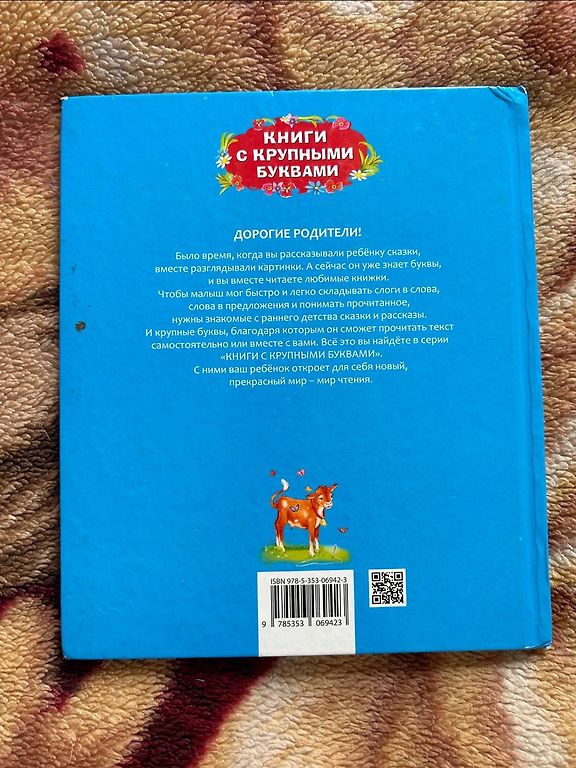 КНИГИ
С КРУПНЫМИ
БУКВАМИ
ДОРОГИЕ РОДИТЕЛИ!
Было время, когда вы рассказывали ребёнку сказки,
вместе разглядывали картинки. А сейчас он уже знает буквы,
и вы вместе читаете любимые книжки.
Чтобы малыш мог быстро и легко складывать слоги в слова,
слова в предложения и понимать прочитанное,
нужны знакомые с раннего детства сказки и рассказы.
И крупные буквы, благодаря которым он сможет прочитать текст
самостоятельно или вместе с вами. Всё это вы найдёте в серии
«КНИГИ С КРУПНЫМИ БУКВАМИ».
С ними ваш ребёнок откроет для себя новый,
прекрасный мир – мир чтения.
ISBN 978-5-353-06942-3
9 785353 069423